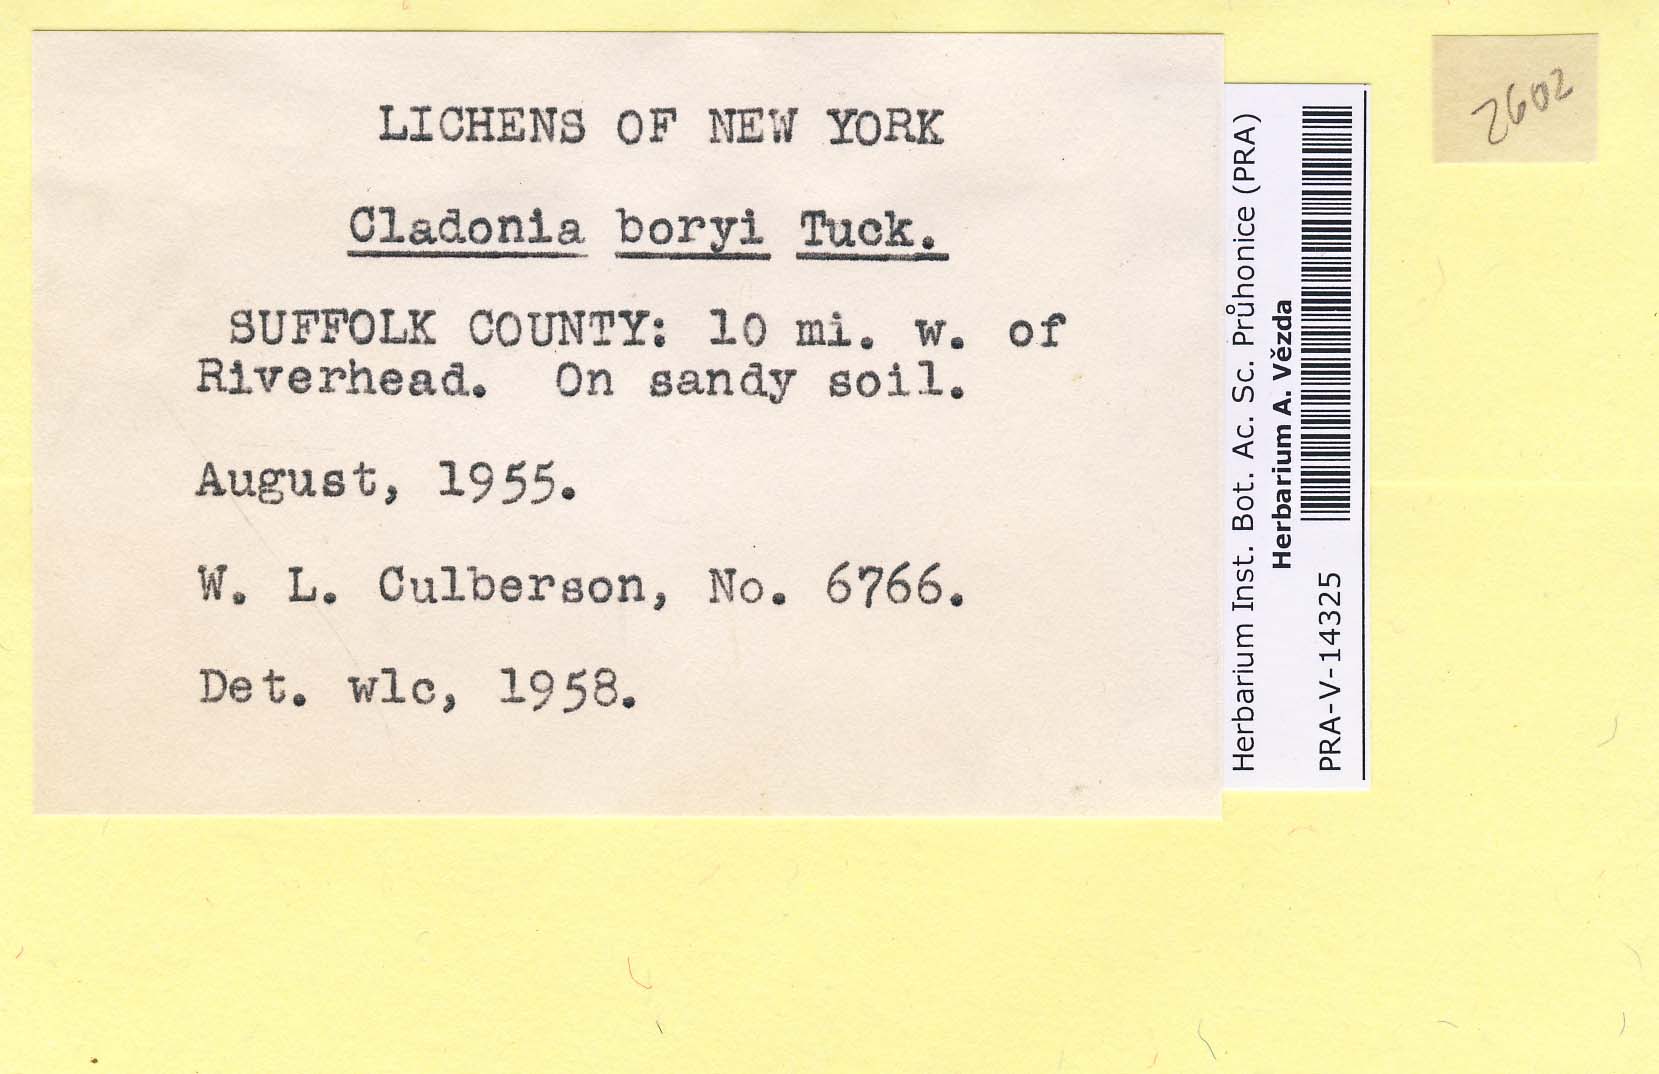 LICHENS OF NEW YORK
Cladonia boryi Tuck.
SUFFOLK COUNTY: 10 mi. w. of
Riverhead. On sandy soil.
August, 1955.
W. L. Culberson, No. 6766.
Det. wlc, 1958.
Herbarium Inst. Bot. Ac. Sc. Průhonice (PRA)
Herbarium A. Vězda
PRA-V-14325
2602